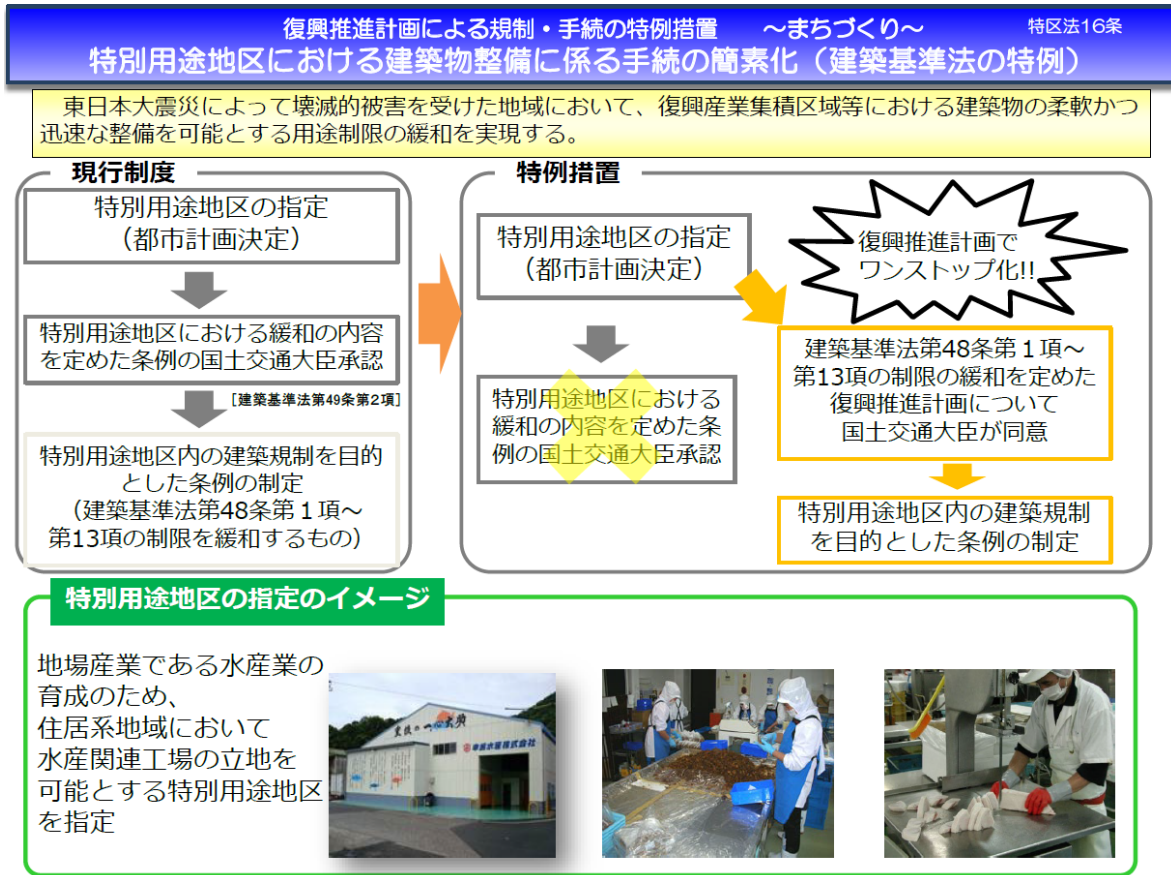 復興推進計画による規制・手続の特例措置　～まちづくり～
特区法16条
特別用途地区における建築物整備に係る手続の簡素化（建築基準法の特例）
東日本大震災によって壊滅的被害を受けた地域において、復興産業集積区域等における建築物の柔軟かつ
迅速な整備を可能とする用途制限の緩和を実現する。
現行制度
特別用途地区の指定
（都市計画決定）
特別用途地区における緩和の内容
を定めた条例の国土交通大臣承認
［建築基準法第49条第2項］
特別用途地区内の建築規制を目的
とした条例の制定
（建築基準法第48条第１項～
第13項の制限を緩和するもの）
特例措置
特別用途地区の指定
（都市計画決定）
特別用途地区における
緩和の内容を定めた条
例の国土交通大臣承認
復興推進計画で
ワンストップ化!!
建築基準法第48条第１項～
第13項の制限の緩和を定めた
復興推進計画について
国土交通大臣が同意
特別用途地区内の建築規制
を目的とした条例の制定
特別用途地区の指定のイメージ
地場産業である水産業の
育成のため、
住居系地域において
水産関連工場の立地を
可能とする特別用途地区
を指定